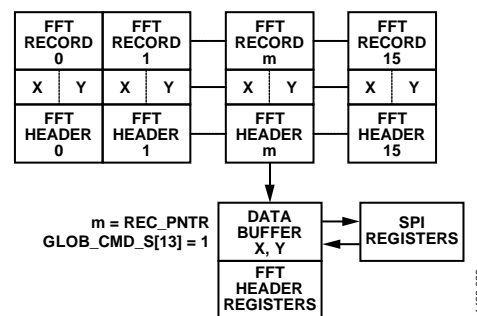 FFT RECORD 0
FFT RECORD 1
FFT RECORD m
FFT RECORD 15
X Y
X Y
X Y
X Y
FFT HEADER 0
FFT HEADER 1
FFT HEADER m
FFT HEADER 15
m = REC_PNTR
GLOB_CMD_S[13] = 1
DATA BUFFER X, Y
SPI REGISTERS
FFT HEADER REGISTERS